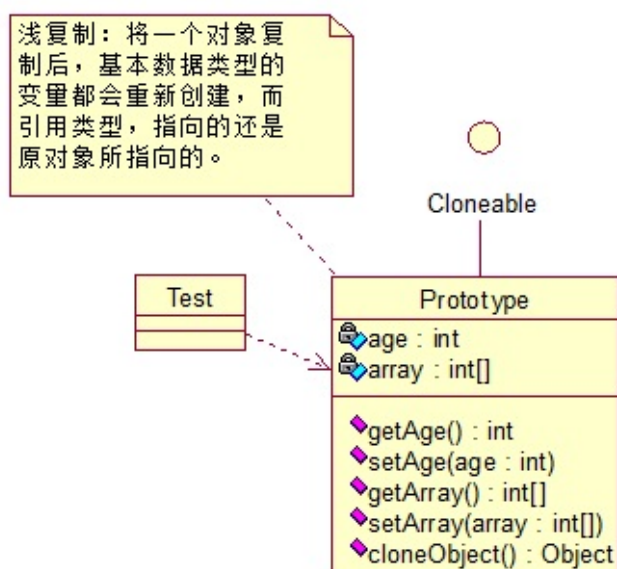 浅复制：将一个对象复
制后，基本数据类型的
变量都会重新创建，而
引用类型，指向的还是
原对象所指向的。
Cloneable
Test
Prototype
age : int
array : int[]
getAge() : int
setAge(age : int)
getArray() : int[]
setArray(array : int[])
cloneObject() : Object